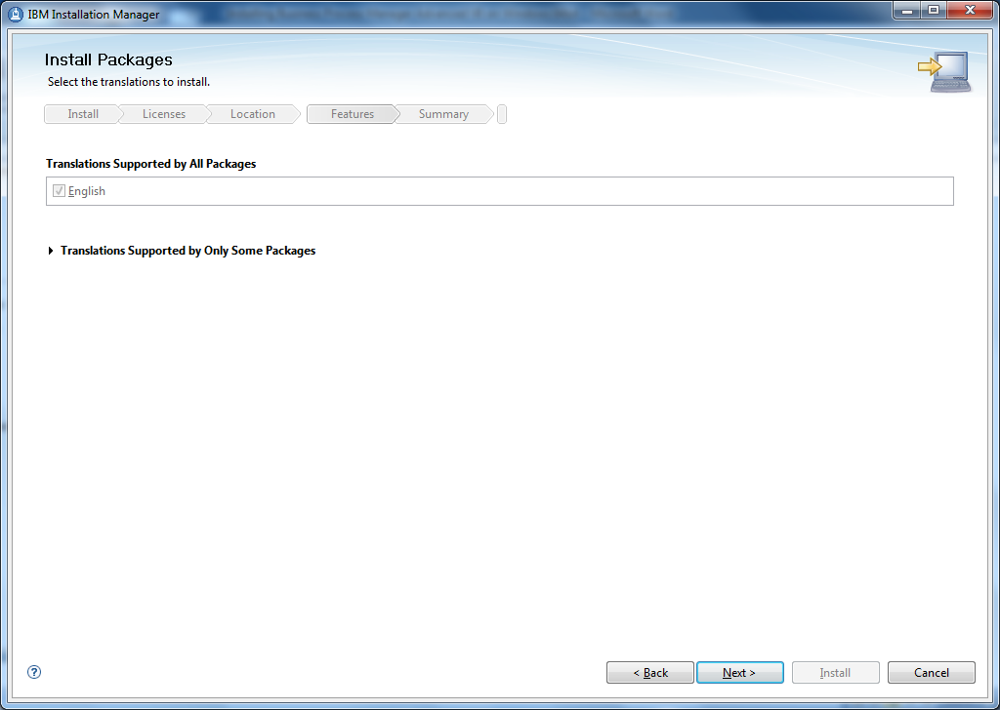 IBM Installation Manager
Install Packages
Select the translations to install.
Install Licenses Location Features Summary
Translations Supported by All Packages
English
Translations Supported by Only Some Packages
? < Back Next > Install Cancel